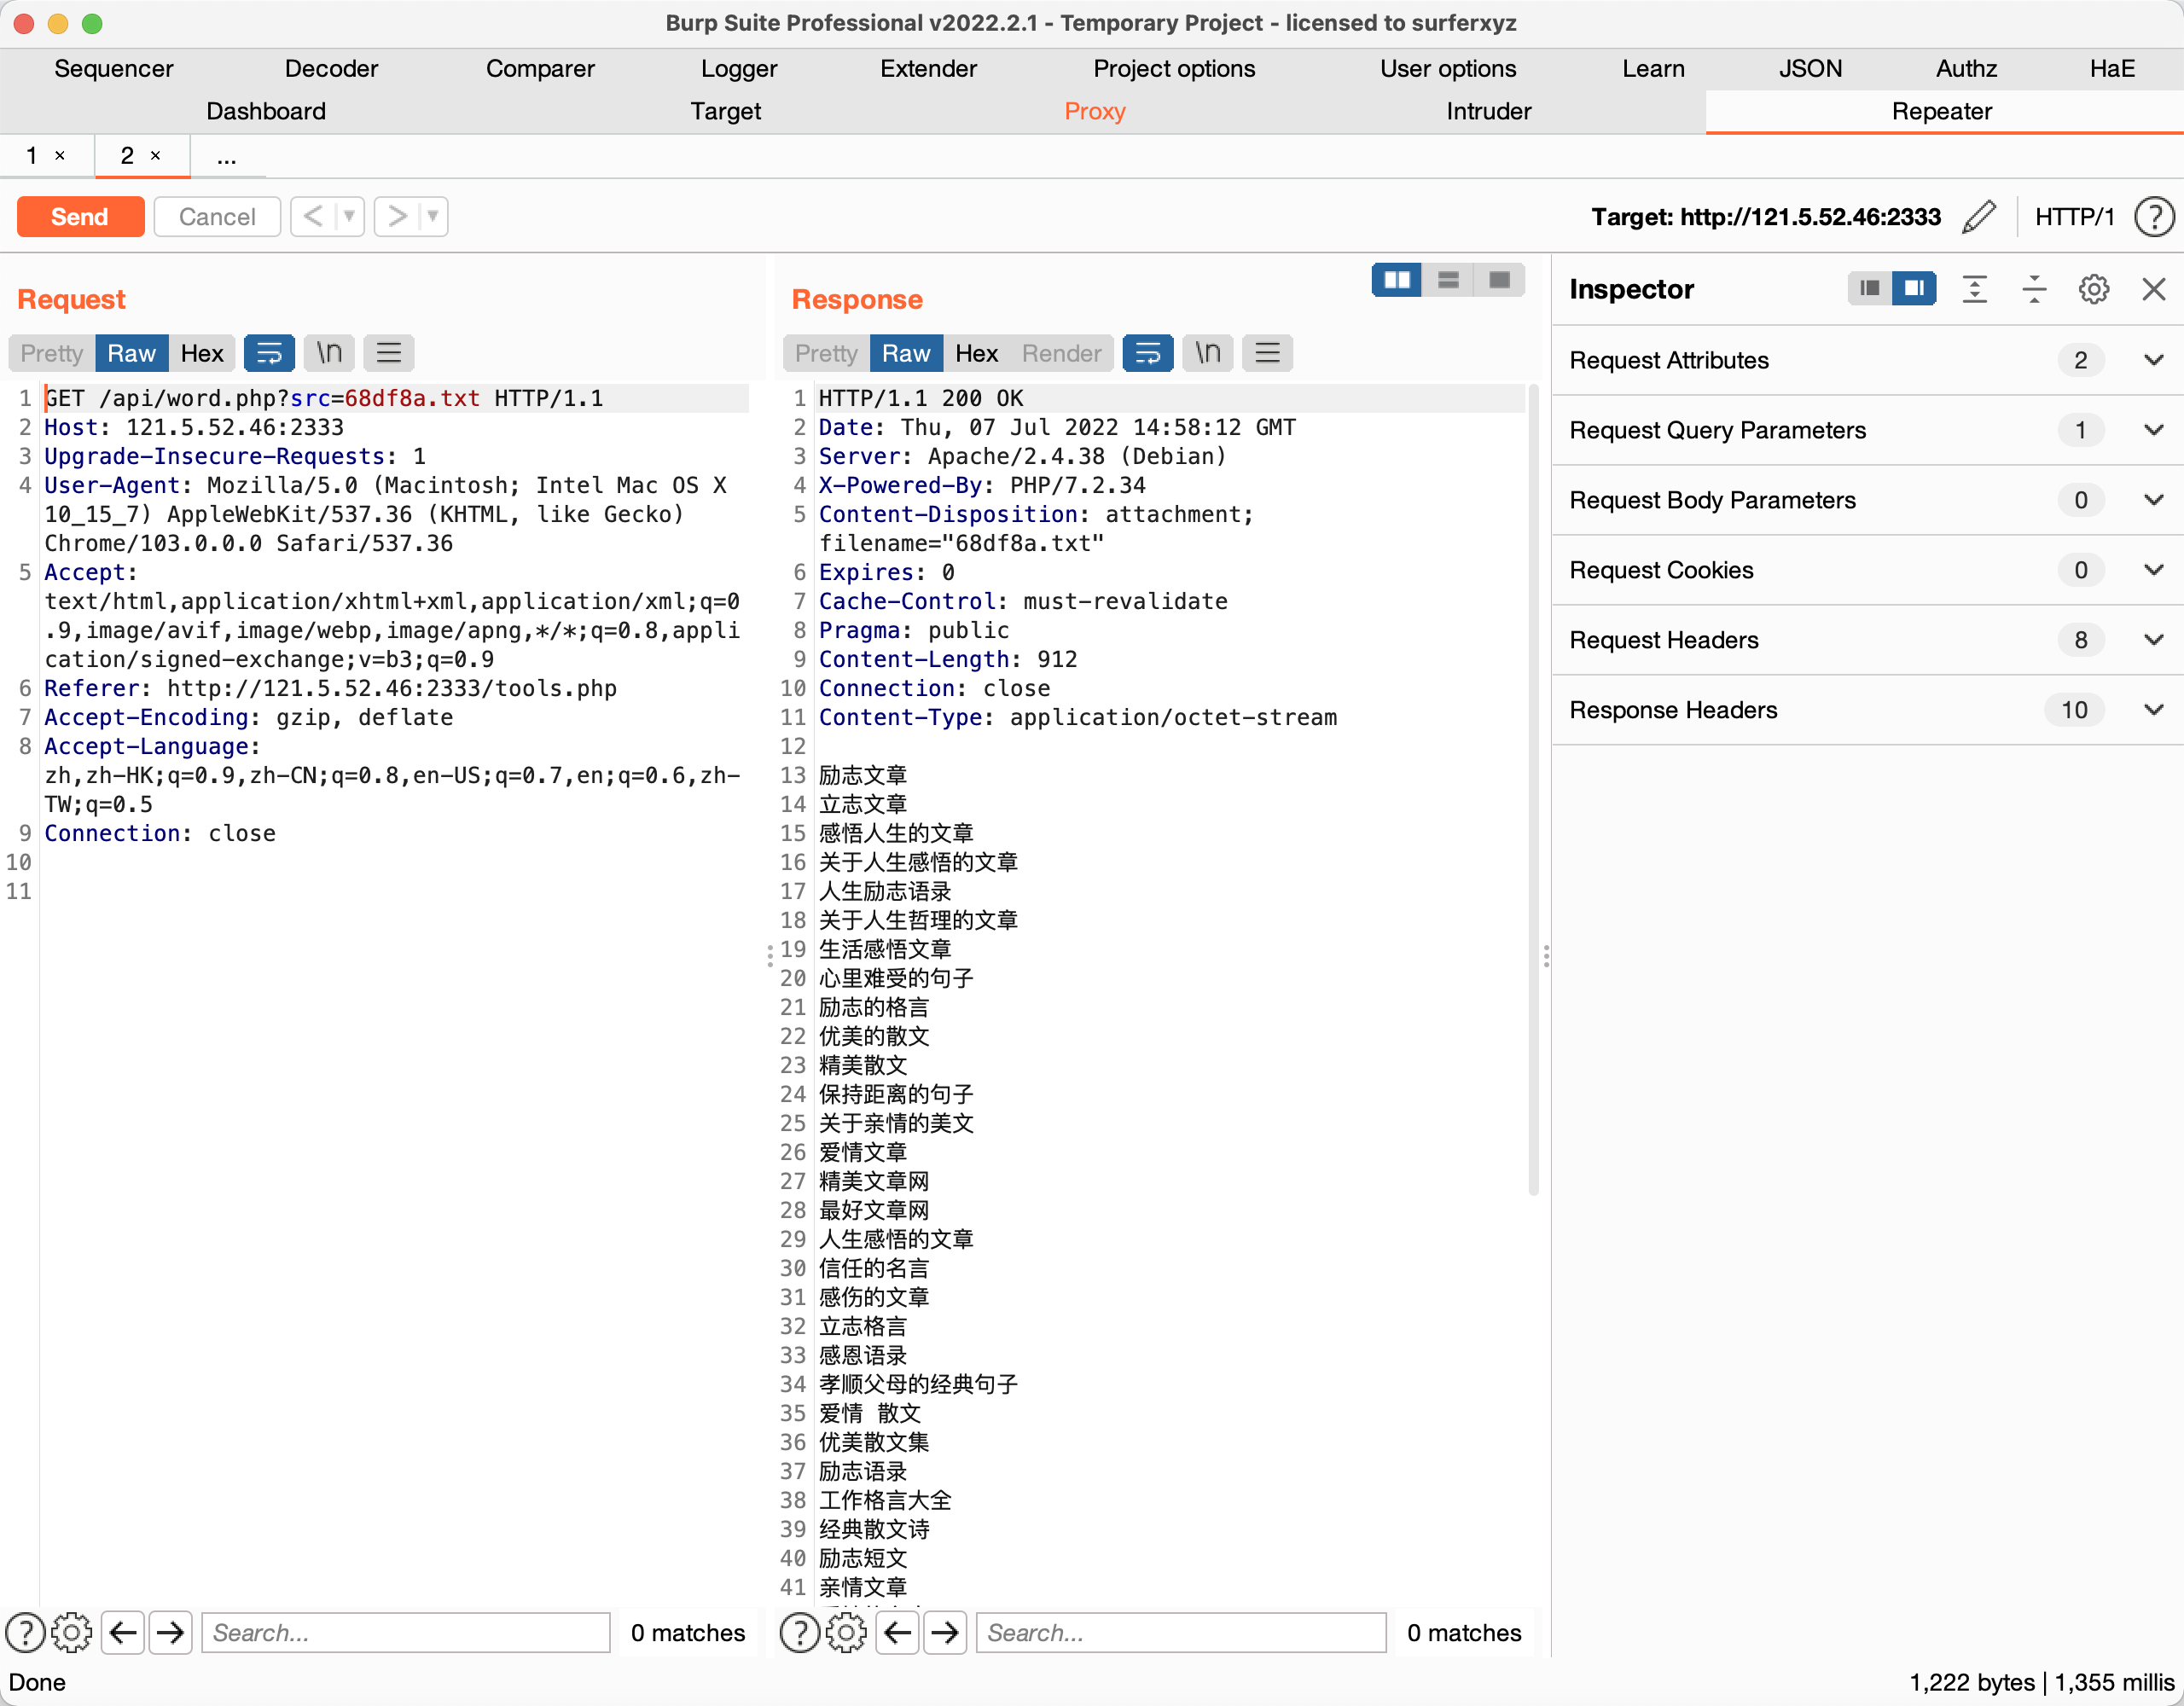 Burp Suite Professional v2022.2.1 - Temporary Project - licensed to surferxyz
Sequencer Decoder Comparer Logger Extender Project options User options Learn JSON Authz HaE
Dashboard Target Proxy Intruder Repeater
1 × 2 × ...
Send Cancel < > Target: http://121.5.52.46:2333 HTTP/1 ?
Request
Pretty Raw Hex \n
1 GET /api/word.php?src=68df8a.txt HTTP/1.1
2 Host: 121.5.52.46:2333
3 Upgrade-Insecure-Requests: 1
4 User-Agent: Mozilla/5.0 (Macintosh; Intel Mac OS X
10_15_7) AppleWebKit/537.36 (KHTML, like Gecko)
Chrome/103.0.0.0 Safari/537.36
5 Accept:
text/html,application/xhtml+xml,application/xml;q=0
.9,image/avif,image/webp,image/apng,*/*;q=0.8,appli
cation/signed-exchange;v=b3;q=0.9
6 Referer: http://121.5.52.46:2333/tools.php
7 Accept-Encoding: gzip, deflate
8 Accept-Language:
zh,zh-HK;q=0.9,zh-CN;q=0.8,en-US;q=0.7,en;q=0.6,zh-
TW;q=0.5
9 Connection: close
10
11
? Search... 0 matches
Response
Pretty Raw Hex Render \n
1 HTTP/1.1 200 OK
2 Date: Thu, 07 Jul 2022 14:58:12 GMT
3 Server: Apache/2.4.38 (Debian)
4 X-Powered-By: PHP/7.2.34
5 Content-Disposition: attachment;
filename="68df8a.txt"
6 Expires: 0
7 Cache-Control: must-revalidate
8 Pragma: public
9 Content-Length: 912
10 Connection: close
11 Content-Type: application/octet-stream
12
13 励志文章
14 立志文章
15 感悟人生的文章
16 关于人生感悟的文章
17 人生励志语录
18 关于人生哲理的文章
19 生活感悟文章
20 心里难受的句子
21 励志的格言
22 优美的散文
23 精美散文
24 保持距离的句子
25 关于亲情的美文
26 爱情文章
27 精美文章网
28 最好文章网
29 人生感悟的文章
30 信任的名言
31 感伤的文章
32 立志格言
33 感恩语录
34 孝顺父母的经典句子
35 爱情 散文
36 优美散文集
37 励志语录
38 工作格言大全
39 经典散文诗
40 励志短文
41 亲情文章
? Search... 0 matches
Inspector
Request Attributes 2
Request Query Parameters 1
Request Body Parameters 0
Request Cookies 0
Request Headers 8
Response Headers 10
Done 1,222 bytes | 1,355 millis